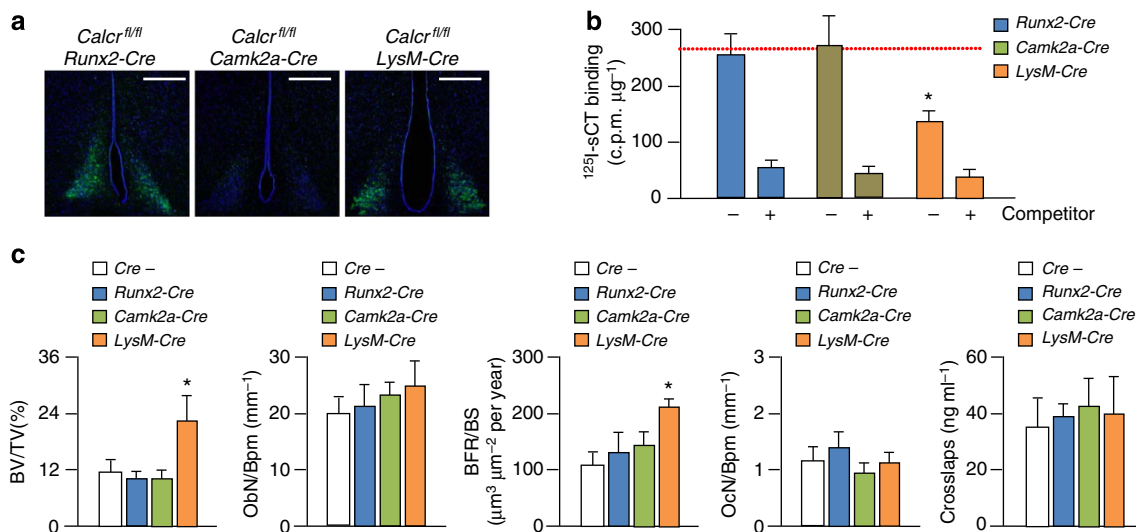 a
Calcr^fl/fl Calcr^fl/fl Calcr^fl/fl
Runx2-Cre Camk2a-Cre LysM-Cre
b
300
200
100
0
¹²⁵I-sCT binding
(c.p.m. μg⁻¹)
*
Runx2-Cre
Camk2a-Cre
LysM-Cre
– + – + – + Competitor
c
Cre –
Runx2-Cre
Camk2a-Cre
LysM-Cre
36
24
12
0
BV/TV(%)
*
Cre –
Runx2-Cre
Camk2a-Cre
LysM-Cre
30
20
10
0
ObN/Bpm (mm⁻¹)
Cre –
Runx2-Cre
Camk2a-Cre
LysM-Cre
300
200
100
00
BFR/BS
(μm³ μm⁻² per year)
*
Cre –
Runx2-Cre
Camk2a-Cre
LysM-Cre
3
2
1
0
OcN/Bpm (mm⁻¹)
Cre –
Runx2-Cre
Camk2a-Cre
LysM-Cre
60
40
20
0
Crosslaps (ng ml⁻¹)